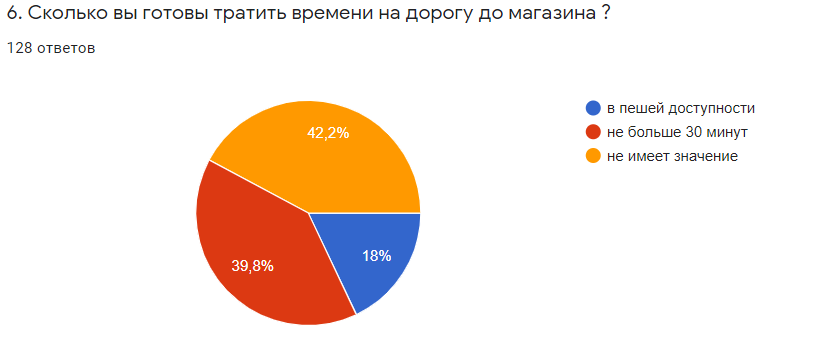 6. Сколько вы готовы тратить времени на дорогу до магазина ?
128 ответов
42,2%
39,8%
18%
в пешей доступности
не больше 30 минут
не имеет значение